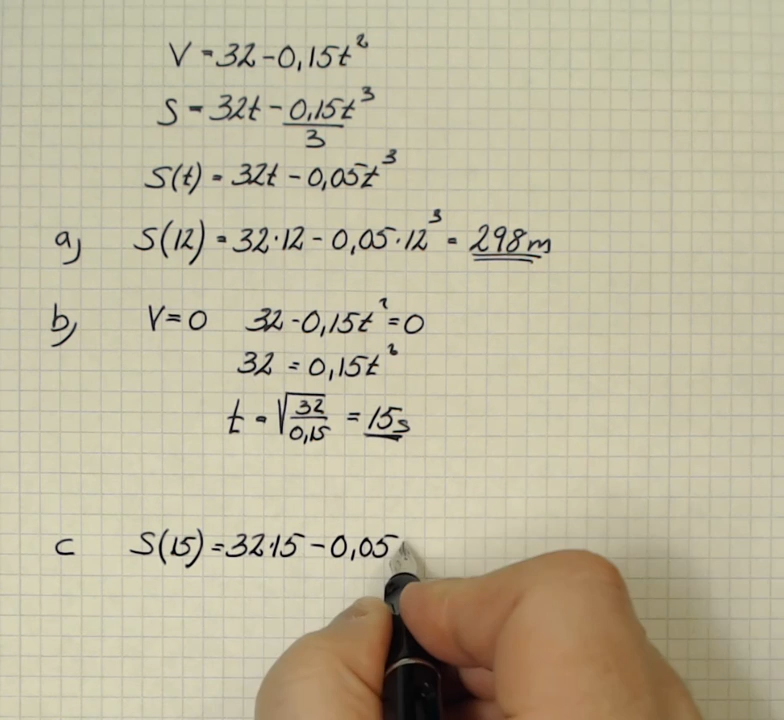 V = 32 - 0,15t²
S = 32t - 0,15t³/3
S(t) = 32t - 0,05t³
a) S(12) = 32·12 - 0,05·12³ = 298m
b) V = 0 32 - 0,15t² = 0
32 = 0,15t²
t = √32/0,15 = 15s
c S(15) = 32·15 - 0,05